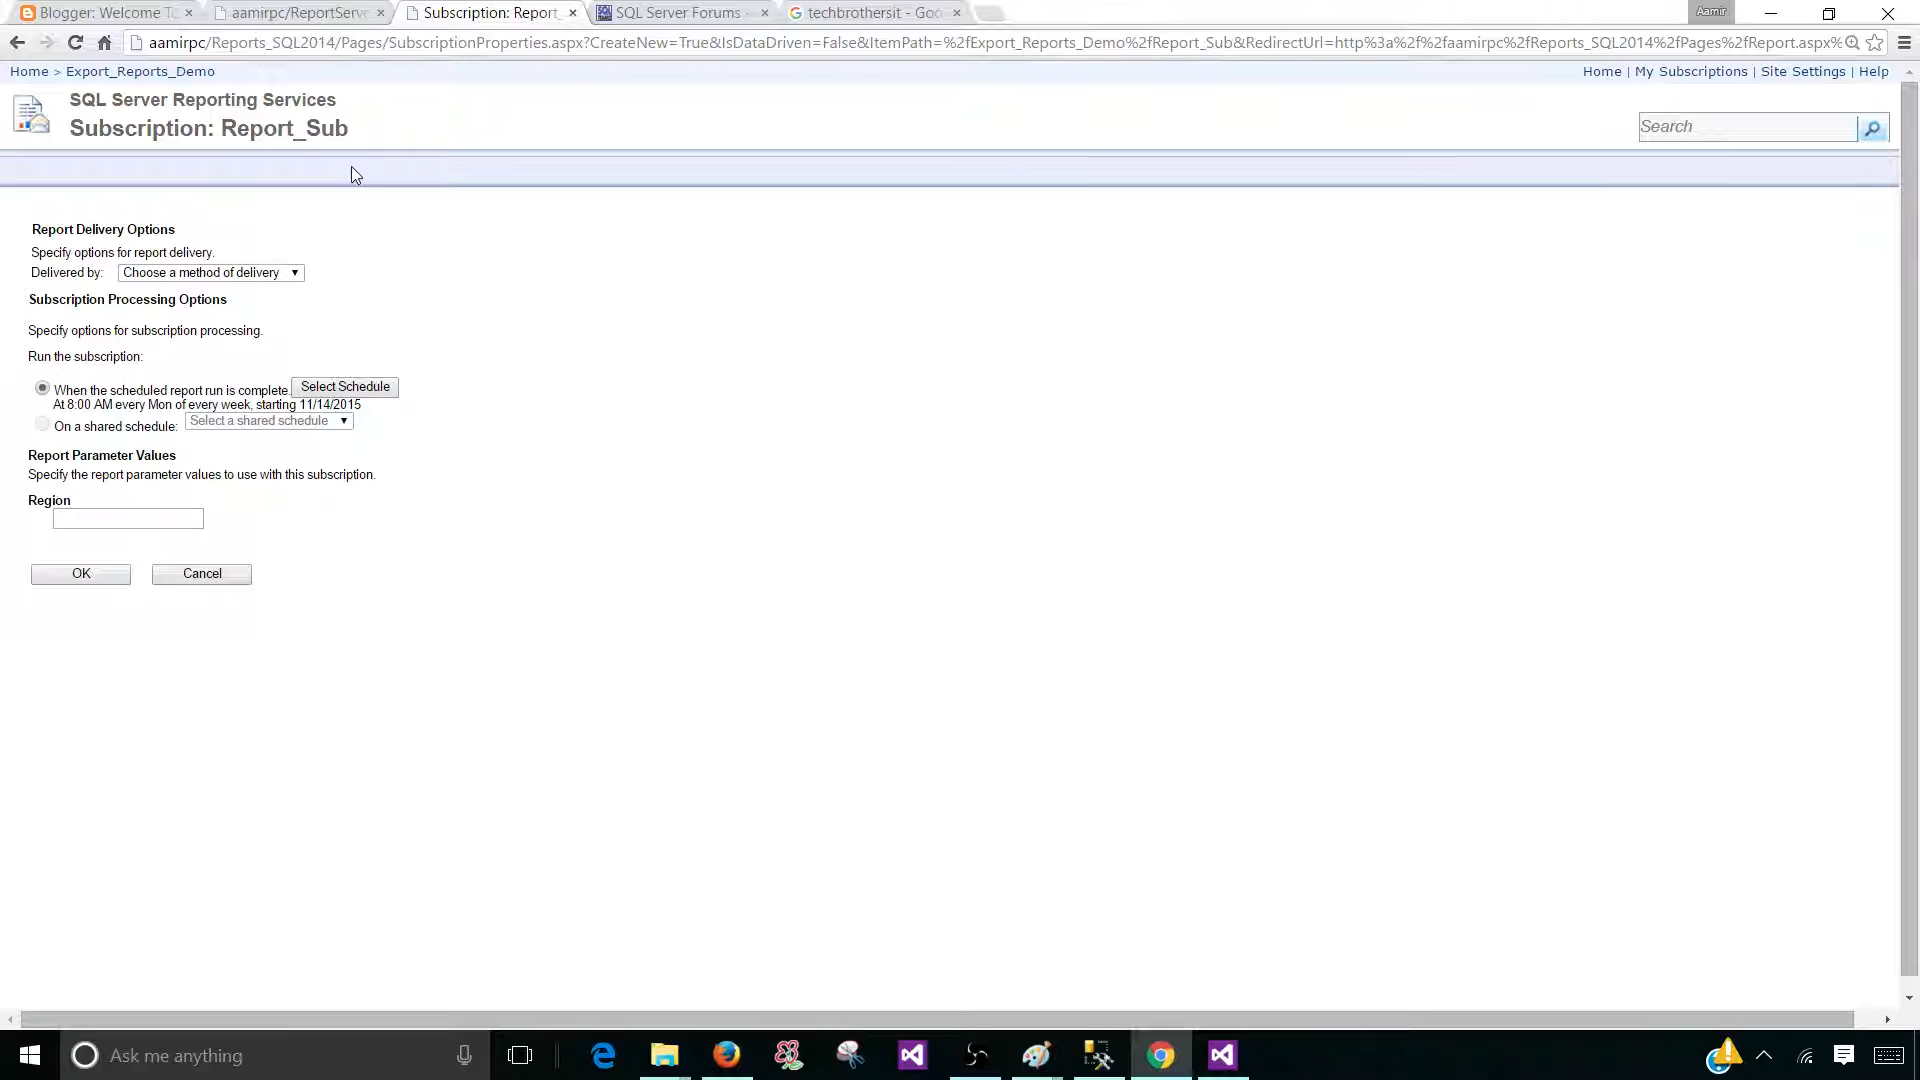 Blogger: Welcome To
aamirpc/ReportServe
Subscription: Report_
SQL Server Forums -
techbrothersit - Goo
Aamir
aamirpc/Reports_SQL2014/Pages/SubscriptionProperties.aspx?CreateNew=True&IsDataDriven=False&ItemPath=%2fExport_Reports_Demo%2fReport_Sub&RedirectUrl=http%3a%2f%2faamirpc%2fReports_SQL2014%2fPages%2fReport.aspx%
Home > Export_Reports_Demo
Home | My Subscriptions | Site Settings | Help
SQL Server Reporting Services
Subscription: Report_Sub
Search
Report Delivery Options
Specify options for report delivery.
Delivered by: Choose a method of delivery
Subscription Processing Options
Specify options for subscription processing.
Run the subscription:
When the scheduled report run is complete. Select Schedule
At 8:00 AM every Mon of every week, starting 11/14/2015
On a shared schedule: Select a shared schedule
Report Parameter Values
Specify the report parameter values to use with this subscription.
Region
OK Cancel
Ask me anything